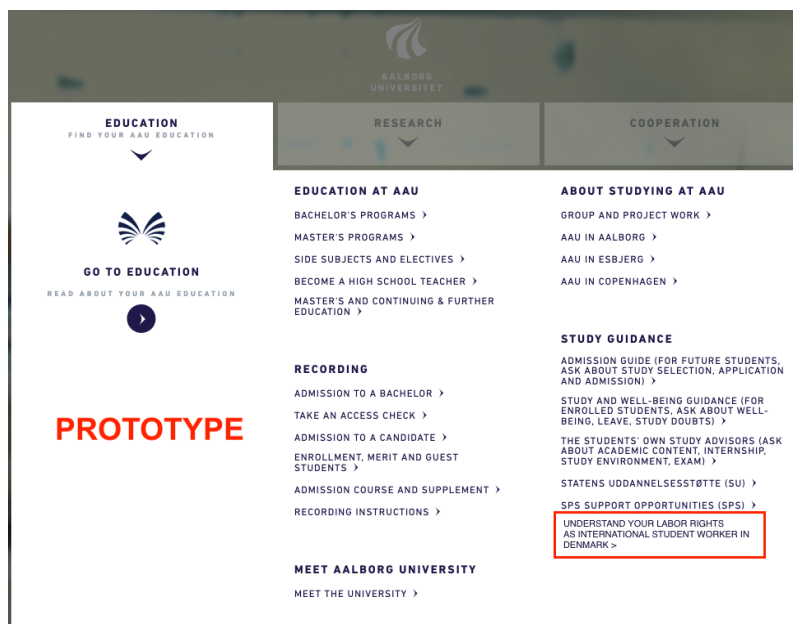 AALBORG
UNIVERSITET
EDUCATION
FIND YOUR AAU EDUCATION
RESEARCH
COOPERATION
GO TO EDUCATION
READ ABOUT YOUR AAU EDUCATION
PROTOTYPE
EDUCATION AT AAU
BACHELOR'S PROGRAMS >
MASTER'S PROGRAMS >
SIDE SUBJECTS AND ELECTIVES >
BECOME A HIGH SCHOOL TEACHER >
MASTER'S AND CONTINUING & FURTHER
EDUCATION >
RECORDING
ADMISSION TO A BACHELOR >
TAKE AN ACCESS CHECK >
ADMISSION TO A CANDIDATE >
ENROLLMENT, MERIT AND GUEST
STUDENTS >
ADMISSION COURSE AND SUPPLEMENT >
RECORDING INSTRUCTIONS >
MEET AALBORG UNIVERSITY
MEET THE UNIVERSITY >
ABOUT STUDYING AT AAU
GROUP AND PROJECT WORK >
AAU IN AALBORG >
AAU IN ESBJERG >
AAU IN COPENHAGEN >
STUDY GUIDANCE
ADMISSION GUIDE (FOR FUTURE STUDENTS,
ASK ABOUT STUDY SELECTION, APPLICATION
AND ADMISSION) >
STUDY AND WELL-BEING GUIDANCE (FOR
ENROLLED STUDENTS, ASK ABOUT WELL-
BEING, LEAVE, STUDY DOUBTS) >
THE STUDENTS' OWN STUDY ADVISORS (ASK
ABOUT ACADEMIC CONTENT, INTERNSHIP,
STUDY ENVIRONMENT, EXAM) >
STATENS UDDANNELSESSTØTTE (SU) >
SPS SUPPORT OPPORTUNITIES (SPS) >
UNDERSTAND YOUR LABOR RIGHTS
AS INTERNATIONAL STUDENT WORKER IN
DENMARK >